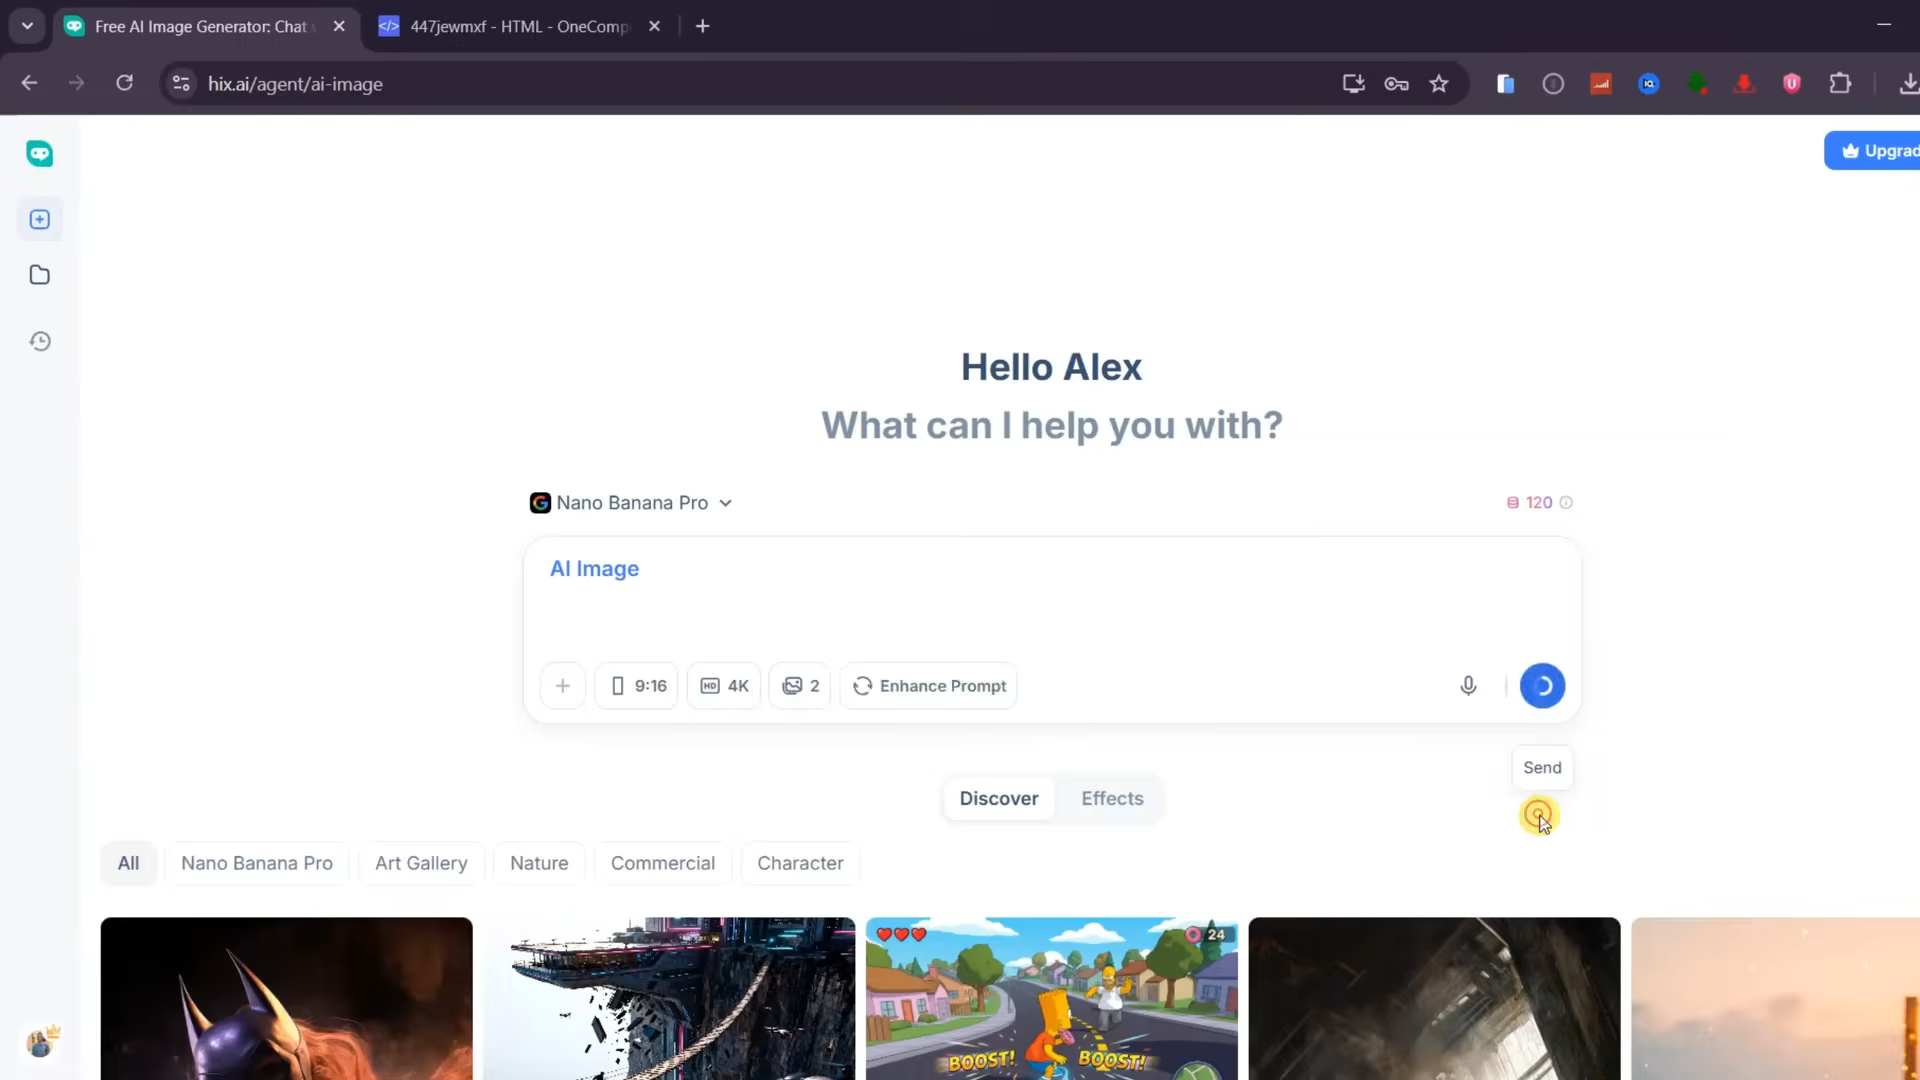 Free AI Image Generator: Chat
447jewmxf - HTML - OneComp
hix.ai/agent/ai-image
Upgrad
Hello Alex
What can I help you with?
Nano Banana Pro
120
AI Image
9:16
HD 4K
2
Enhance Prompt
Send
Discover
Effects
All
Nano Banana Pro
Art Gallery
Nature
Commercial
Character
24
BOOST!
BOOST!